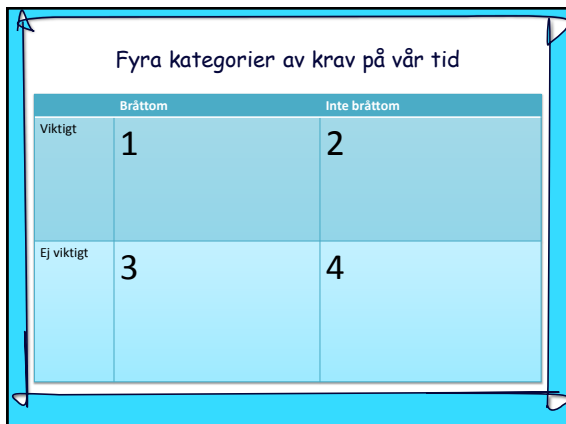 Fyra kategorier av krav på vår tid
Bråttom Inte bråttom
Viktigt 1 2
Ej viktigt 3 4